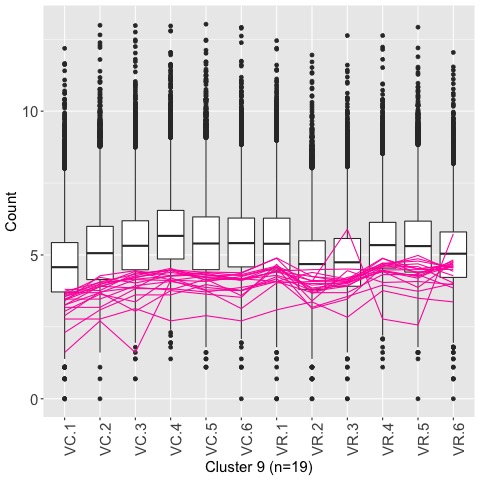 10
5
0
Count
VC.1
VC.2
VC.3
VC.4
VC.5
VC.6
VR.1
VR.2
VR.3
VR.4
VR.5
VR.6
Cluster 9 (n=19)